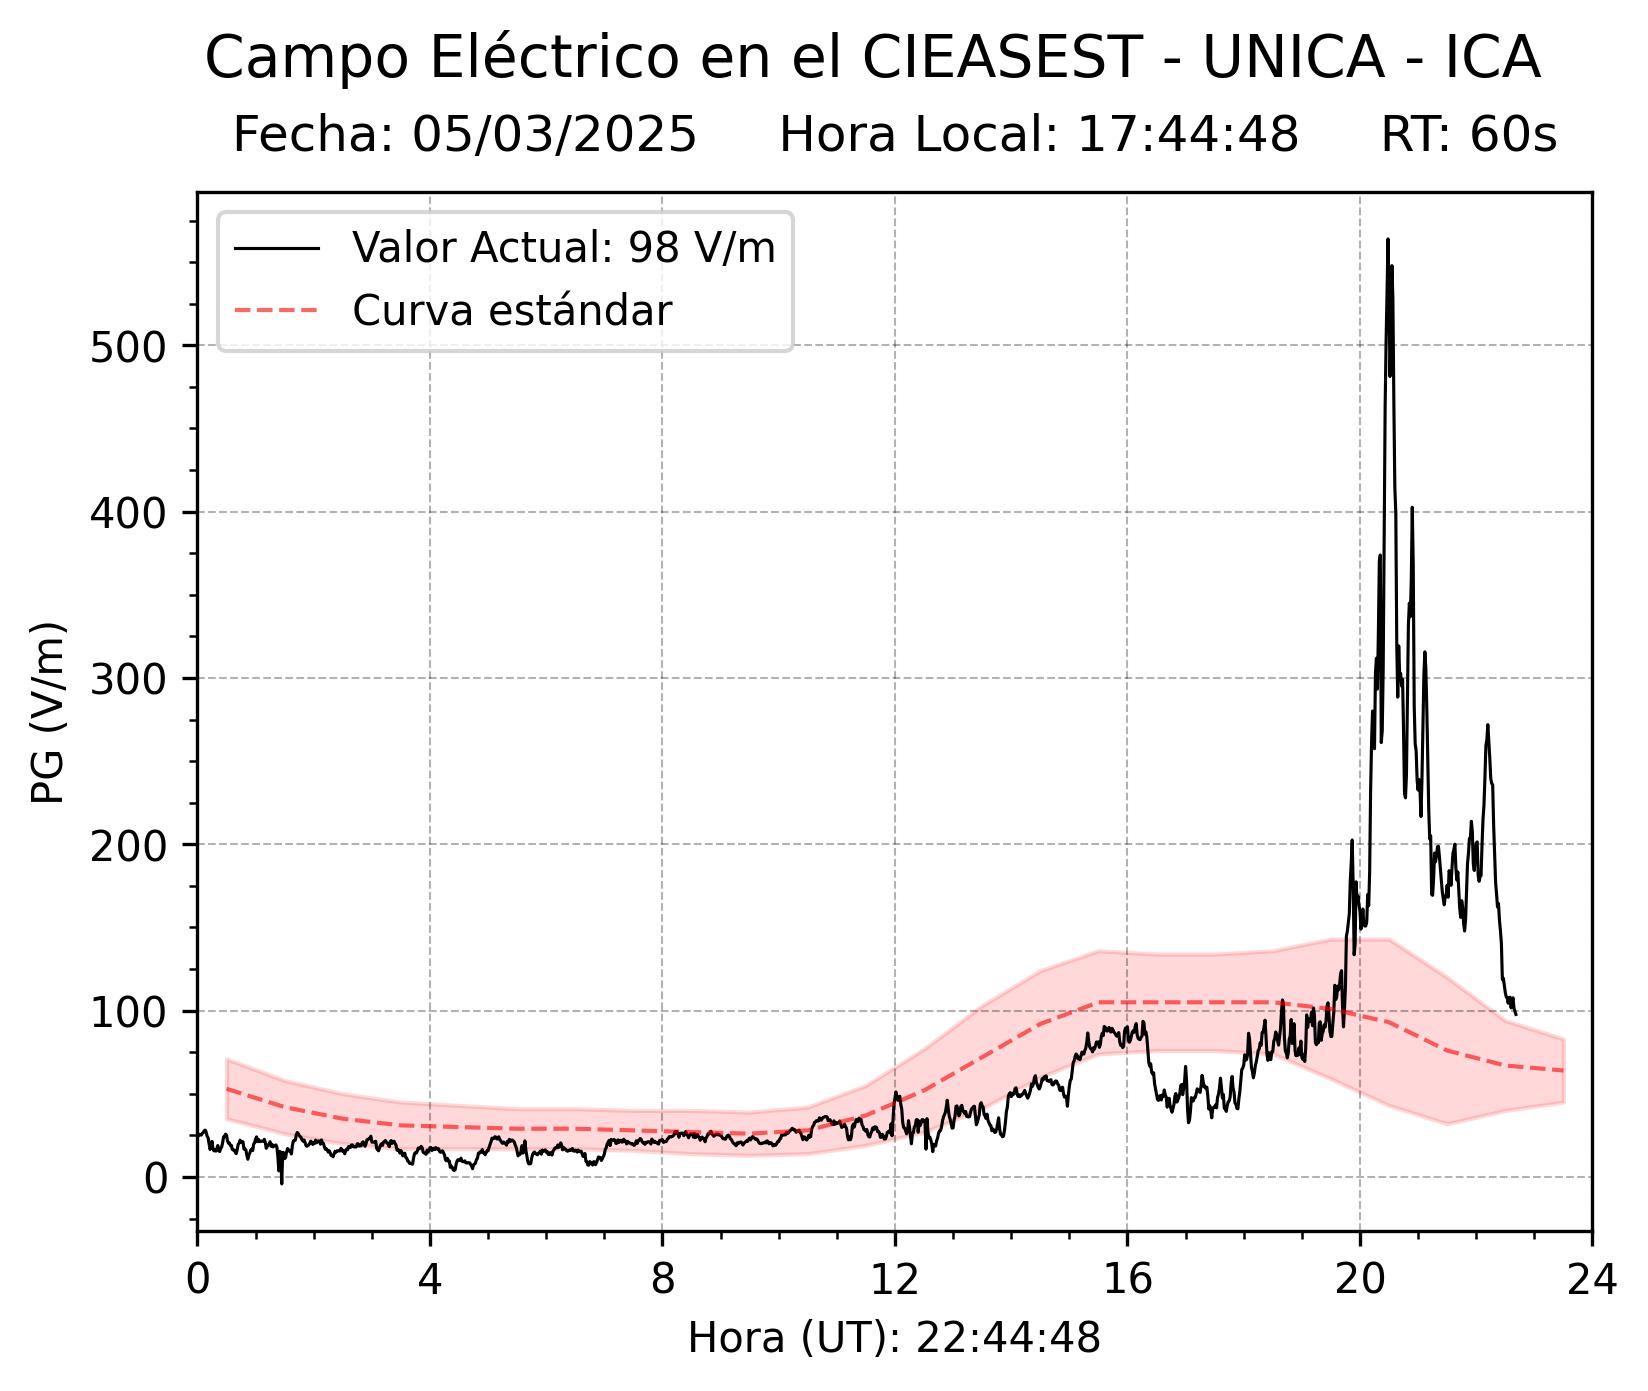 Campo Eléctrico en el CIEASEST - UNICA - ICA
Fecha: 05/03/2025 Hora Local: 17:44:48 RT: 60s
Valor Actual: 98 V/m
Curva estándar
500
400
300
200
100
0
PG (V/m)
0 4 8 12 16 20 24
Hora (UT): 22:44:48